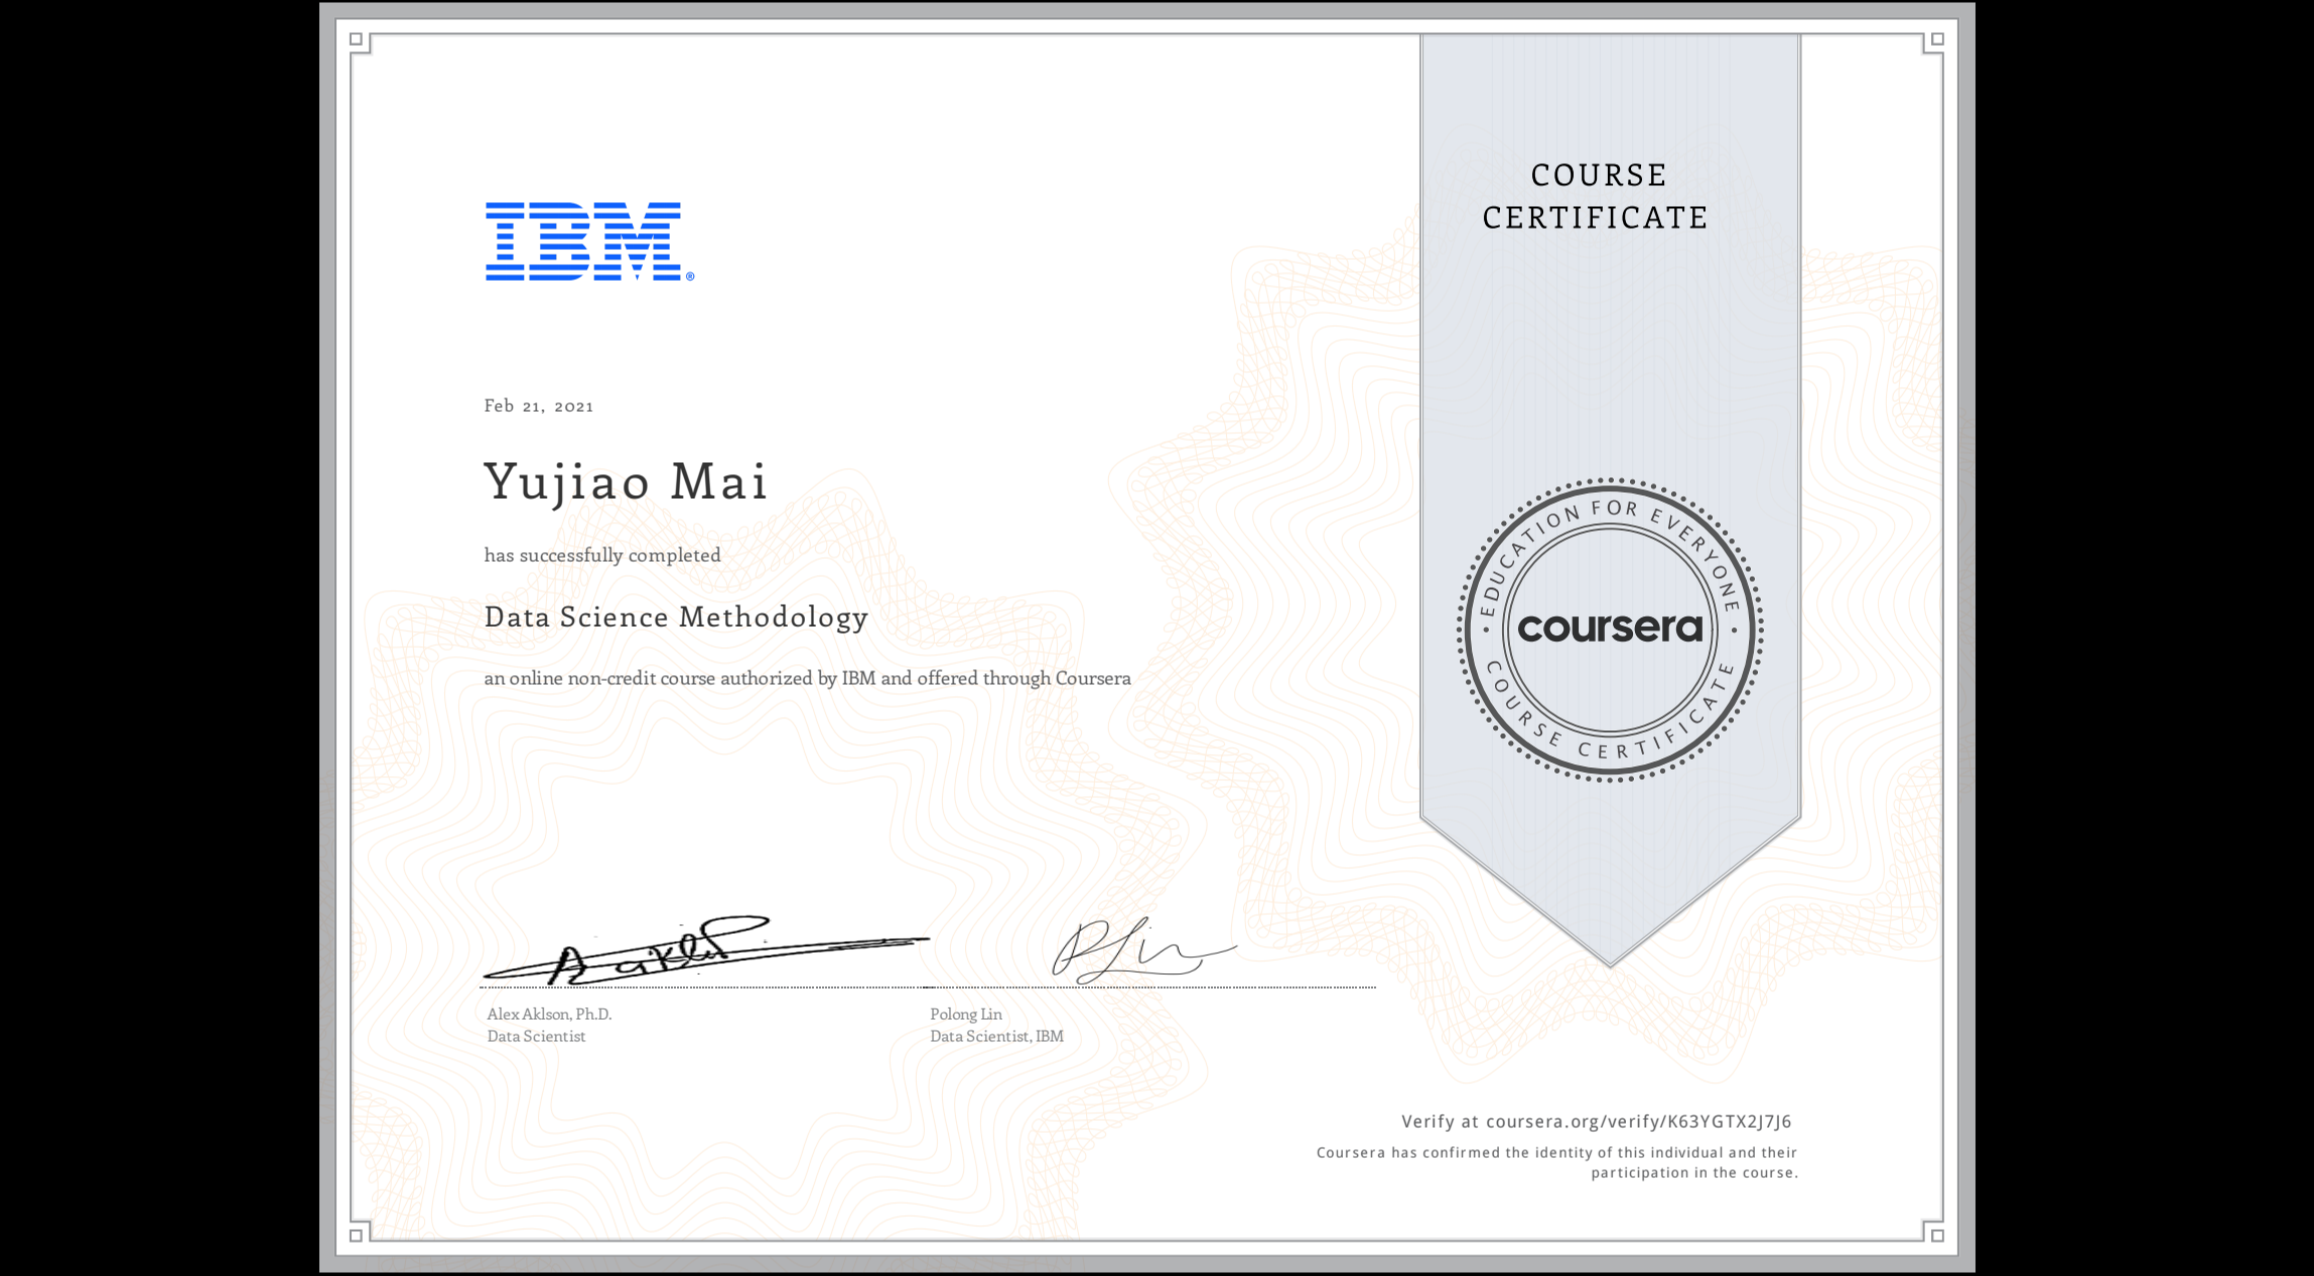 IBM®
COURSE
CERTIFICATE
Feb 21, 2021
Yujiao Mai
has successfully completed
Data Science Methodology
an online non-credit course authorized by IBM and offered through Coursera
• EDUCATION FOR EVERYONE •
coursera
COURSE CERTIFICATE
Alex Aklson, Ph.D.
Data Scientist
Polong Lin
Data Scientist, IBM
Verify at coursera.org/verify/K63YGTX2J7J6
Coursera has confirmed the identity of this individual and their
participation in the course.